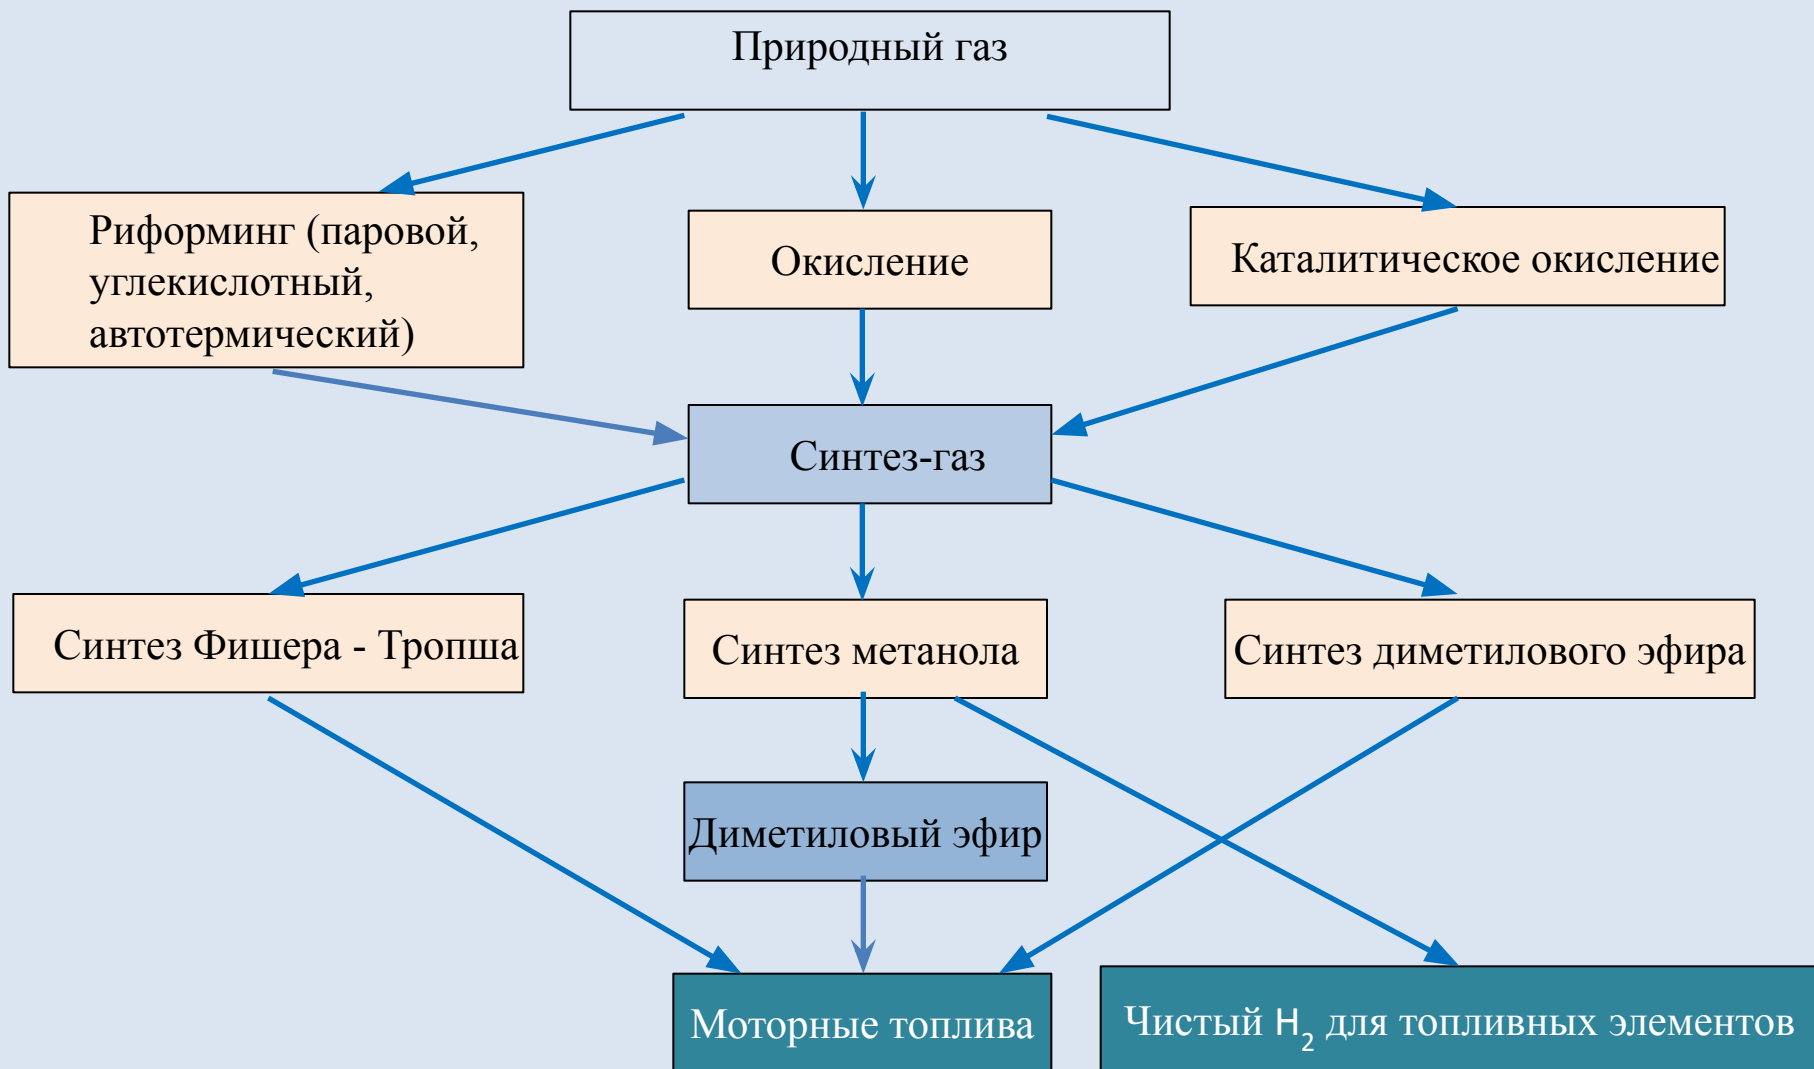 Природный газ
Риформинг (паровой,
углекислотный,
автотермический)
Окисление
Каталитическое окисление
Синтез-газ
Синтез Фишера - Тропша
Синтез метанола
Синтез диметилового эфира
Диметиловый эфир
Моторные топлива
Чистый H₂ для топливных элементов